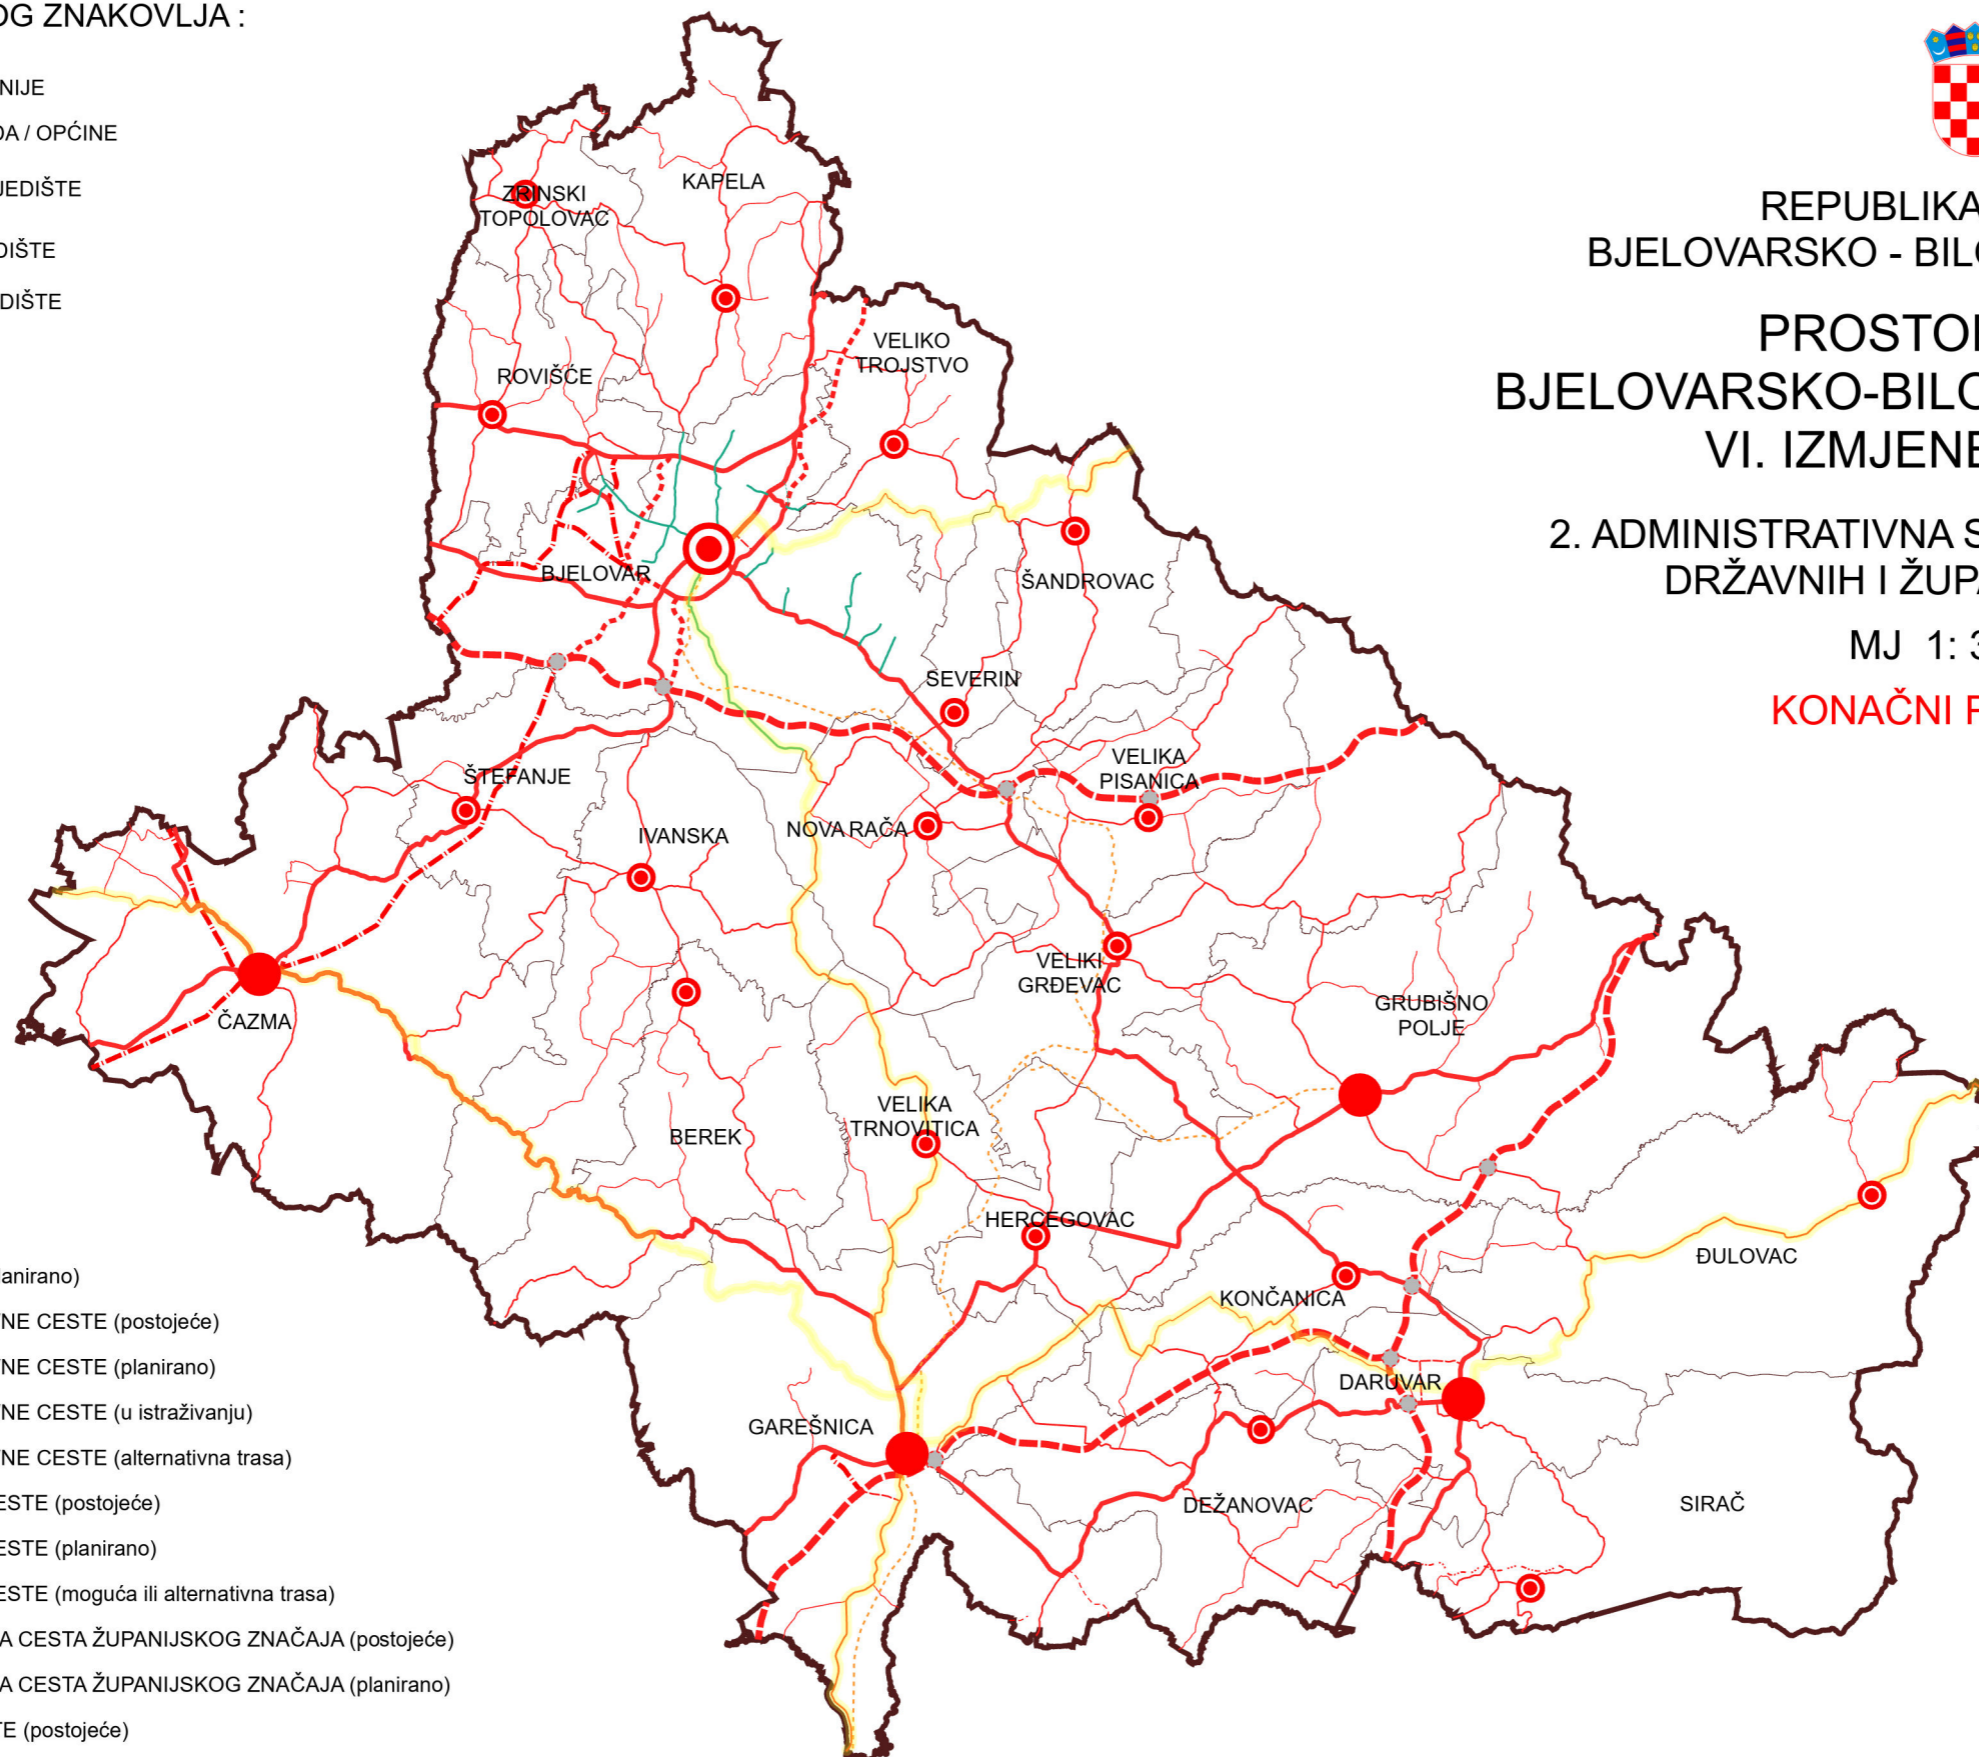 OG ZNAKOVLJA :
NIJE
DA / OPĆINE
JEDIŠTE
DIŠTE
DIŠTE
REPUBLIKA
BJELOVARSKO - BILO
PROSTO
BJELOVARSKO-BILO
VI. IZMJENE
2. ADMINISTRATIVNA S
DRŽAVNIH I ŽUPA
MJ 1: 3
KONAČNI P
ZRINSKI
TOPOLOVAC
KAPELA
VELIKO
TROJSTVO
ROVIŠĆE
BJELOVAR
ŠANDROVAC
SEVERIN
VELIKA
PISANICA
ŠTEFANJE
IVANSKA
NOVA RAČA
VELIKI
GRĐEVAC
GRUBIŠNO
POLJE
ČAZMA
VELIKA
TRNOVITICA
BEREK
HERCEGOVAC
ĐULOVAC
KONČANICA
DARUVAR
GAREŠNICA
DEŽANOVAC
SIRAČ
lanirano)
NE CESTE (postojeće)
NE CESTE (planirano)
NE CESTE (u istraživanju)
NE CESTE (alternativna trasa)
ESTE (postojeće)
ESTE (planirano)
ESTE (moguća ili alternativna trasa)
A CESTA ŽUPANIJSKOG ZNAČAJA (postojeće)
A CESTA ŽUPANIJSKOG ZNAČAJA (planirano)
TE (postojeće)